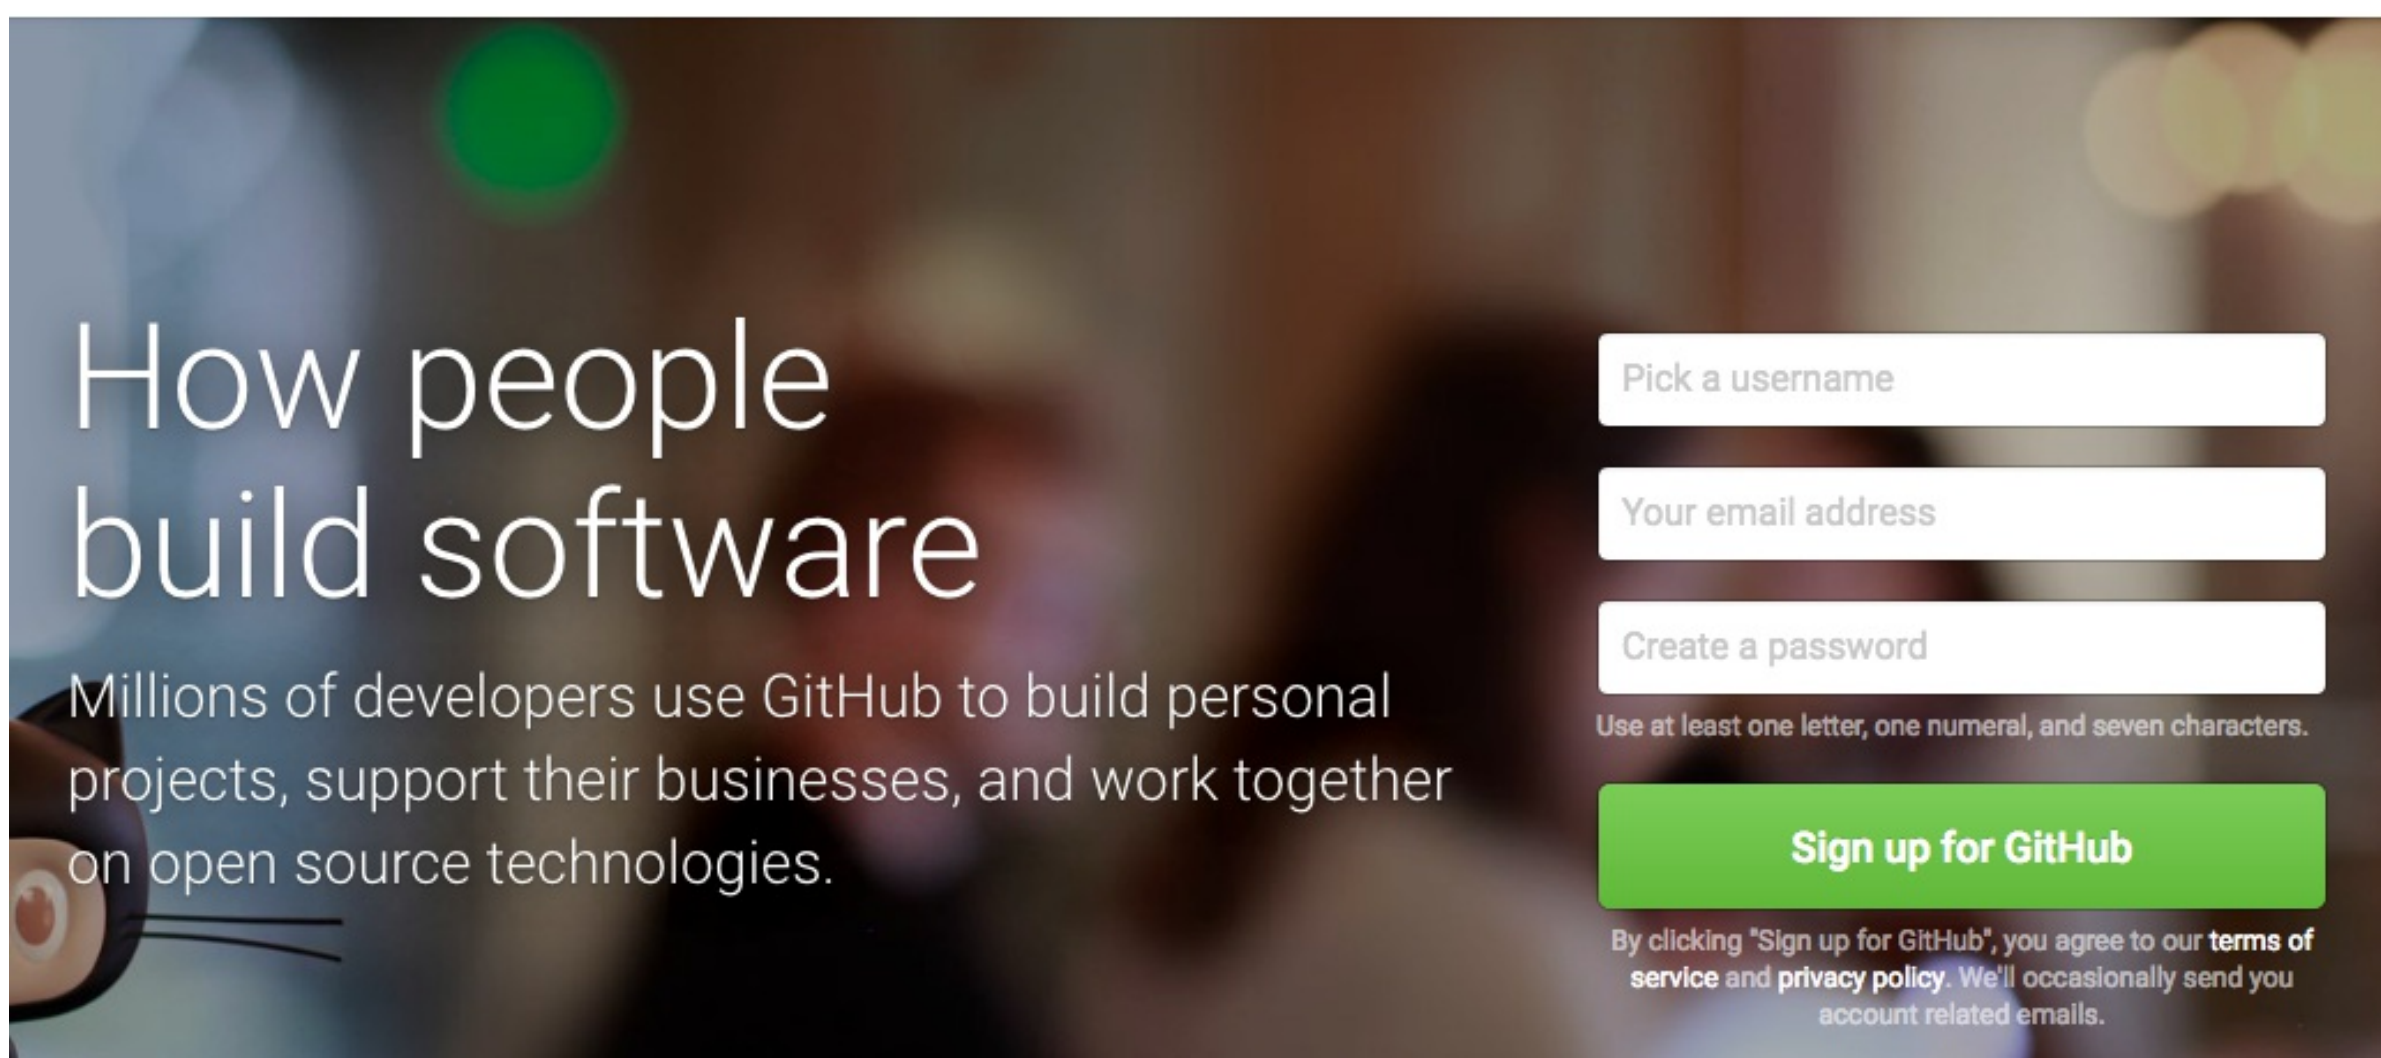 How people
build software
Millions of developers use GitHub to build personal
projects, support their businesses, and work together
on open source technologies.
Pick a username
Your email address
Create a password
Use at least one letter, one numeral, and seven characters.
Sign up for GitHub
By clicking "Sign up for GitHub", you agree to our terms of
service and privacy policy. We'll occasionally send you
account related emails.